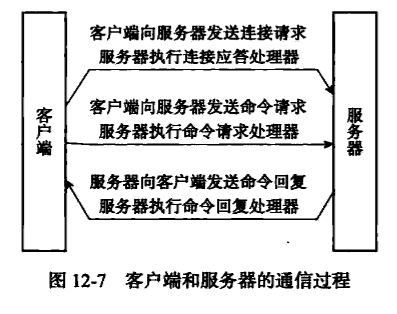 客户端向服务器发送连接请求
服务器执行连接应答处理器
客户端
客户端向服务器发送命令请求
服务器执行命令请求处理器
服务器
服务器向客户端发送命令回复
服务器执行命令回复处理器
图 12-7 客户端和服务器的通信过程